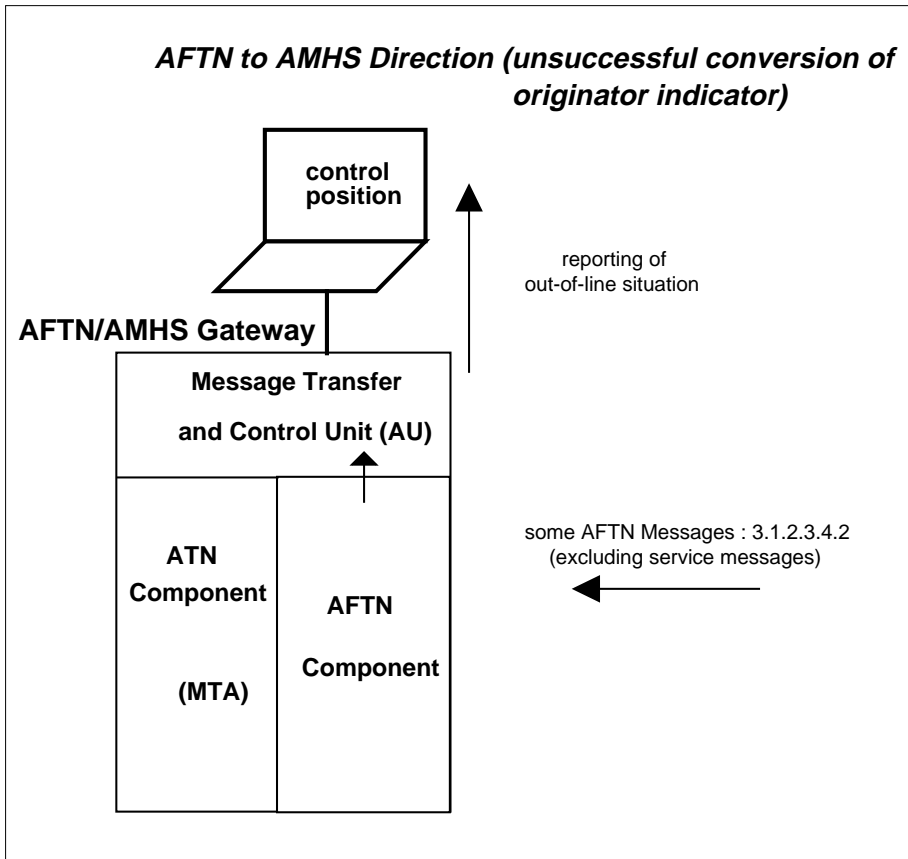 AFTN to AMHS Direction (unsuccessful conversion of
originator indicator)
control
position
reporting of
out-of-line situation
AFTN/AMHS Gateway
Message Transfer
and Control Unit (AU)
some AFTN Messages : 3.1.2.3.4.2
(excluding service messages)
ATN
Component
(MTA)
AFTN
Component